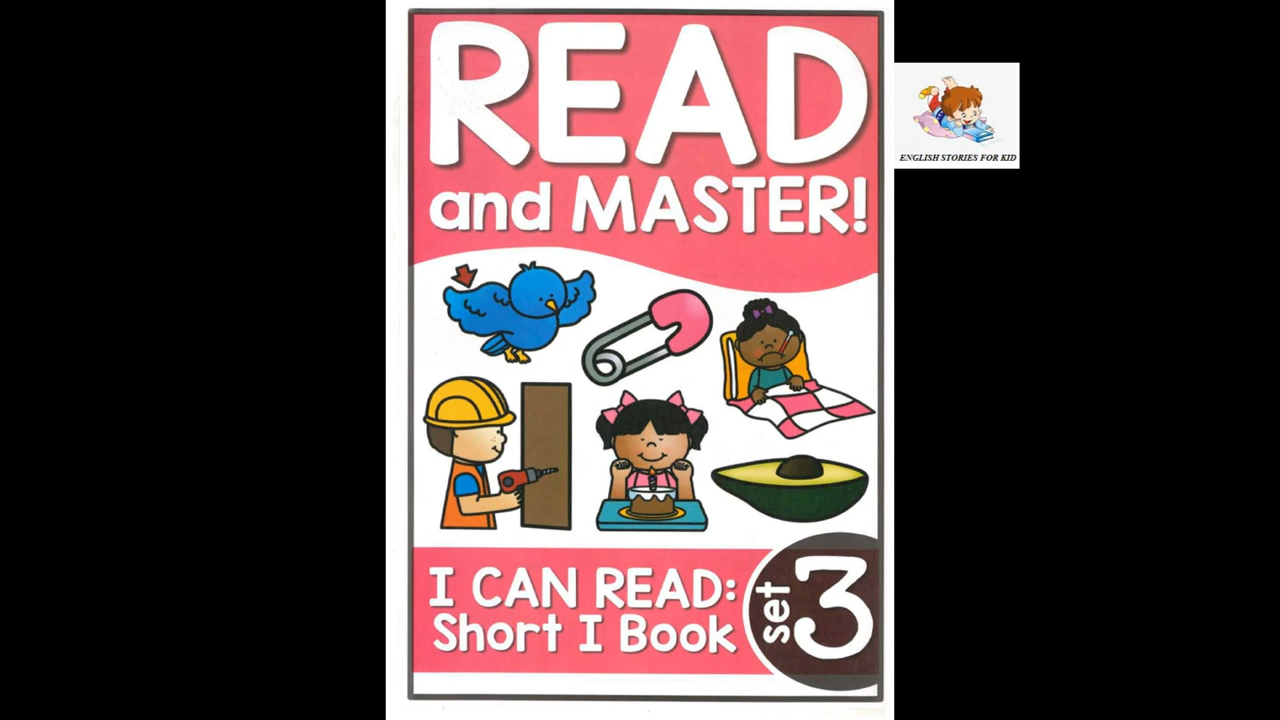 READ
and MASTER!
ENGLISH STORIES FOR KID
I CAN READ:
Short I Book
set 3